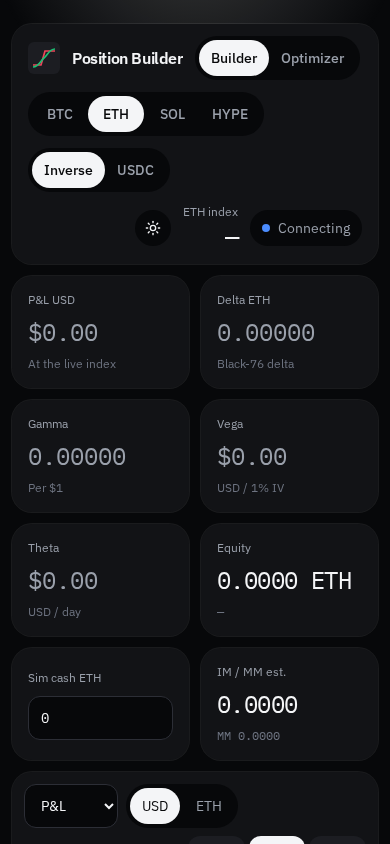 Position Builder
Builder Optimizer
BTC ETH SOL HYPE
Inverse USDC
ETH index
—
Connecting
P&L USD
$0.00
At the live index
Delta ETH
0.00000
Black-76 delta
Gamma
0.00000
Per $1
Vega
$0.00
USD / 1% IV
Theta
$0.00
USD / day
Equity
0.0000 ETH
—
Sim cash ETH
0
IM / MM est.
0.0000
MM 0.0000
P&L
USD ETH